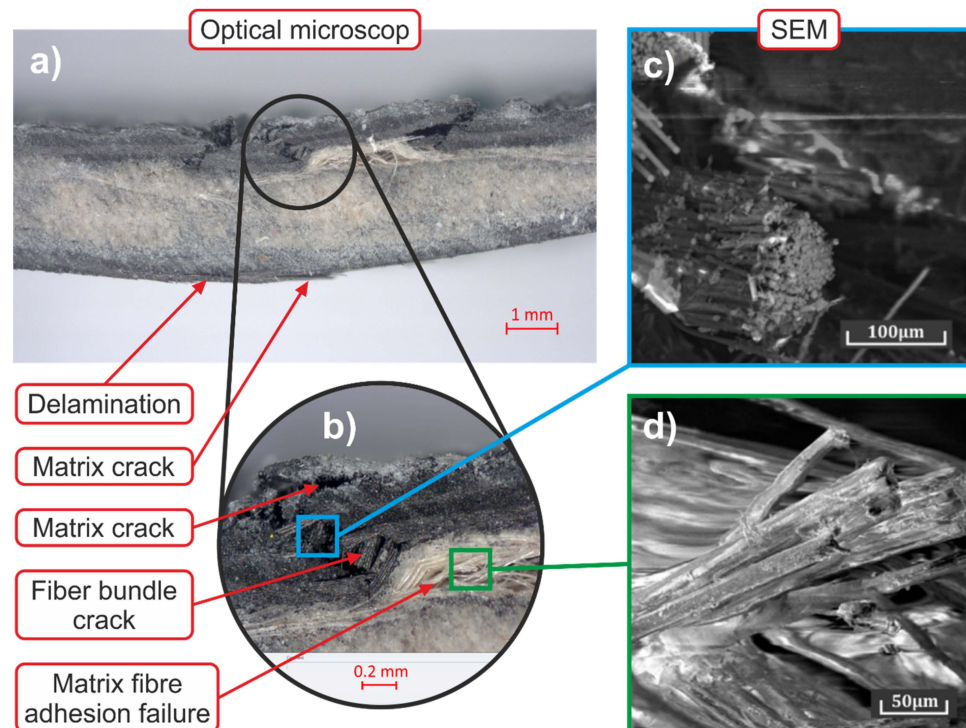 Optical microscop
SEM
a)
c)
1 mm
100µm
Delamination
b)
d)
Matrix crack
Matrix crack
Fiber bundle
crack
Matrix fibre
adhesion failure
0.2 mm
50µm